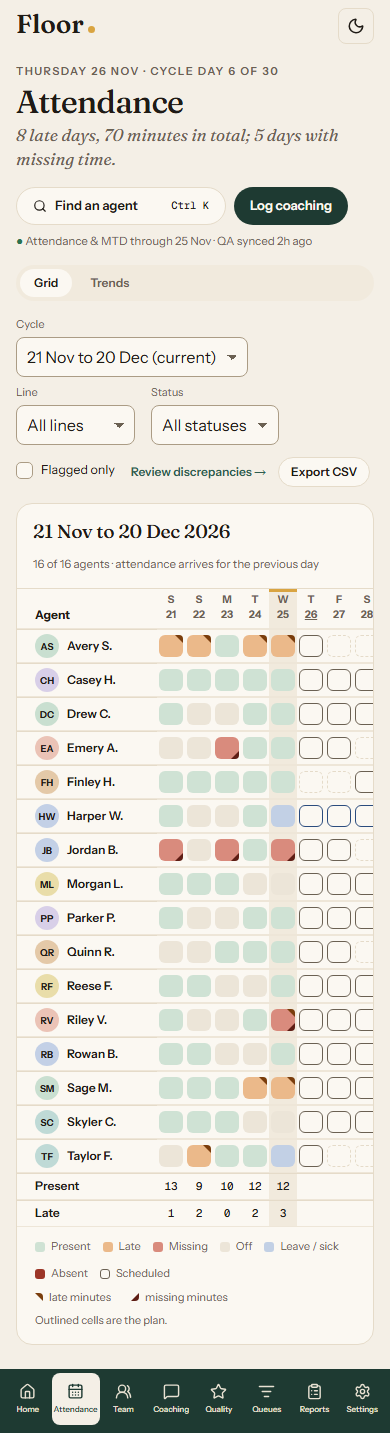 Floor
THURSDAY 26 NOV · CYCLE DAY 6 OF 30
Attendance
8 late days, 70 minutes in total; 5 days with
missing time.
Find an agent Ctrl K Log coaching
Attendance & MTD through 25 Nov · QA synced 2h ago
Grid Trends
Cycle
21 Nov to 20 Dec (current)
Line Status
All lines All statuses
Flagged only Review discrepancies → Export CSV
21 Nov to 20 Dec 2026
16 of 16 agents · attendance arrives for the previous day
S S M T W T F S
Agent 21 22 23 24 25 26 27 28
AS Avery S.
CH Casey H.
DC Drew C.
EA Emery A.
FH Finley H.
HW Harper W.
JB Jordan B.
ML Morgan L.
PP Parker P.
QR Quinn R.
RF Reese F.
RV Riley V.
RB Rowan B.
SM Sage M.
SC Skyler C.
TF Taylor F.
Present 13 9 10 12 12
Late 1 2 0 2 3
Present Late Missing Off Leave / sick
Absent Scheduled
late minutes missing minutes
Outlined cells are the plan.
Home Attendance Team Coaching Quality Queues Reports Settings